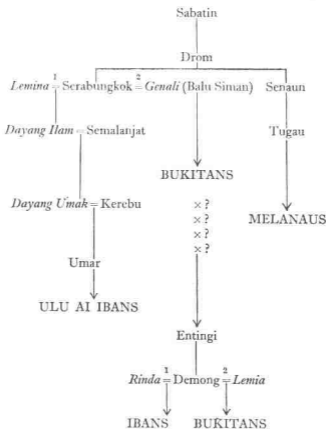 Sabatin
Drom
1 2
Lemina = Serabungkok = Genali (Balu Siman) Senaun
Dayang Ilam = Semalanjat Tugau
BUKITANS
Dayang Umak = Kerebu × ?
× ? MELANAUS
× ?
× ?
Umar
ULU AI IBANS
Entingi
1 2
Rinda = Demong = Lemia
IBANS BUKITANS